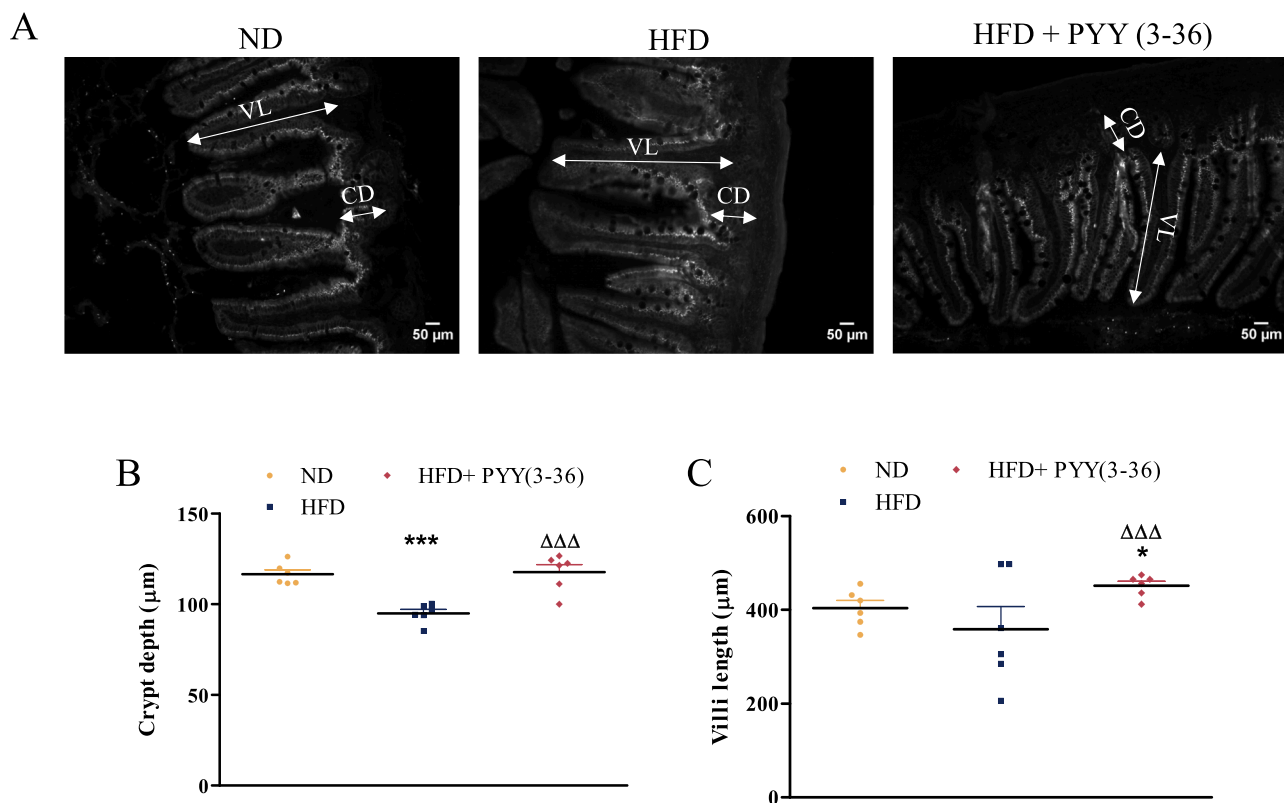 A
ND
HFD
HFD + PYY (3-36)
VL
CD
50 μm
VL
CD
50 μm
CD
VL
50 μm
B
ND
HFD+ PYY(3-36)
HFD
Crypt depth (μm)
150
100
50
0
***
ΔΔΔ
C
ND
HFD+ PYY(3-36)
HFD
Villi length (μm)
600
400
200
0
ΔΔΔ
*